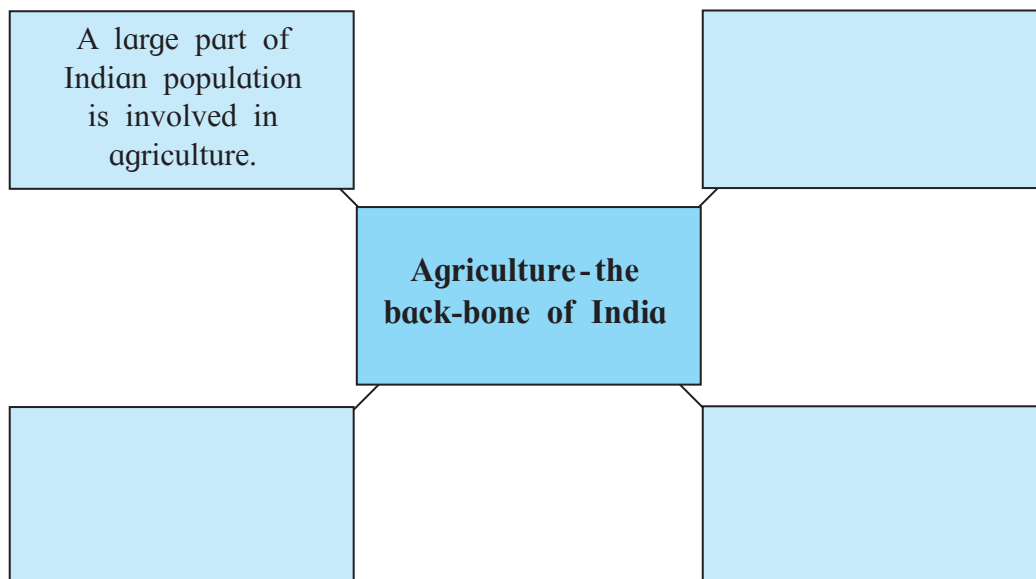 A large part of
Indian population
is involved in
agriculture.
Agriculture-the
back-bone of India